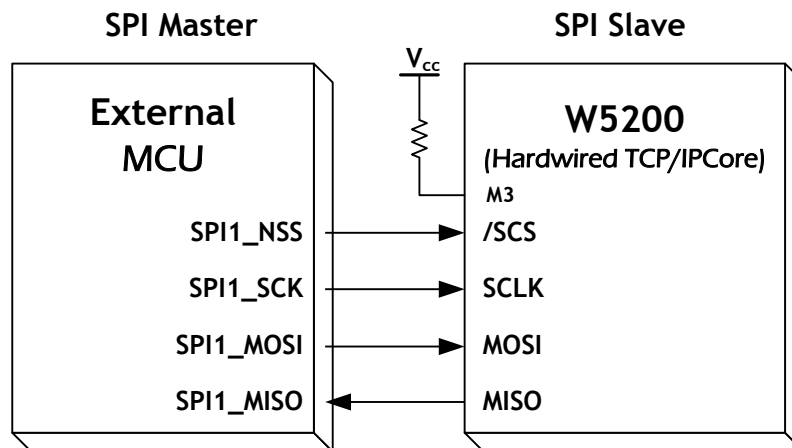 SPI Master
SPI Slave
Vcc
External
MCU
W5200
(Hardwired TCP/IPCore)
M3
SPI1_NSS
/SCS
SPI1_SCK
SCLK
SPI1_MOSI
MOSI
SPI1_MISO
MISO